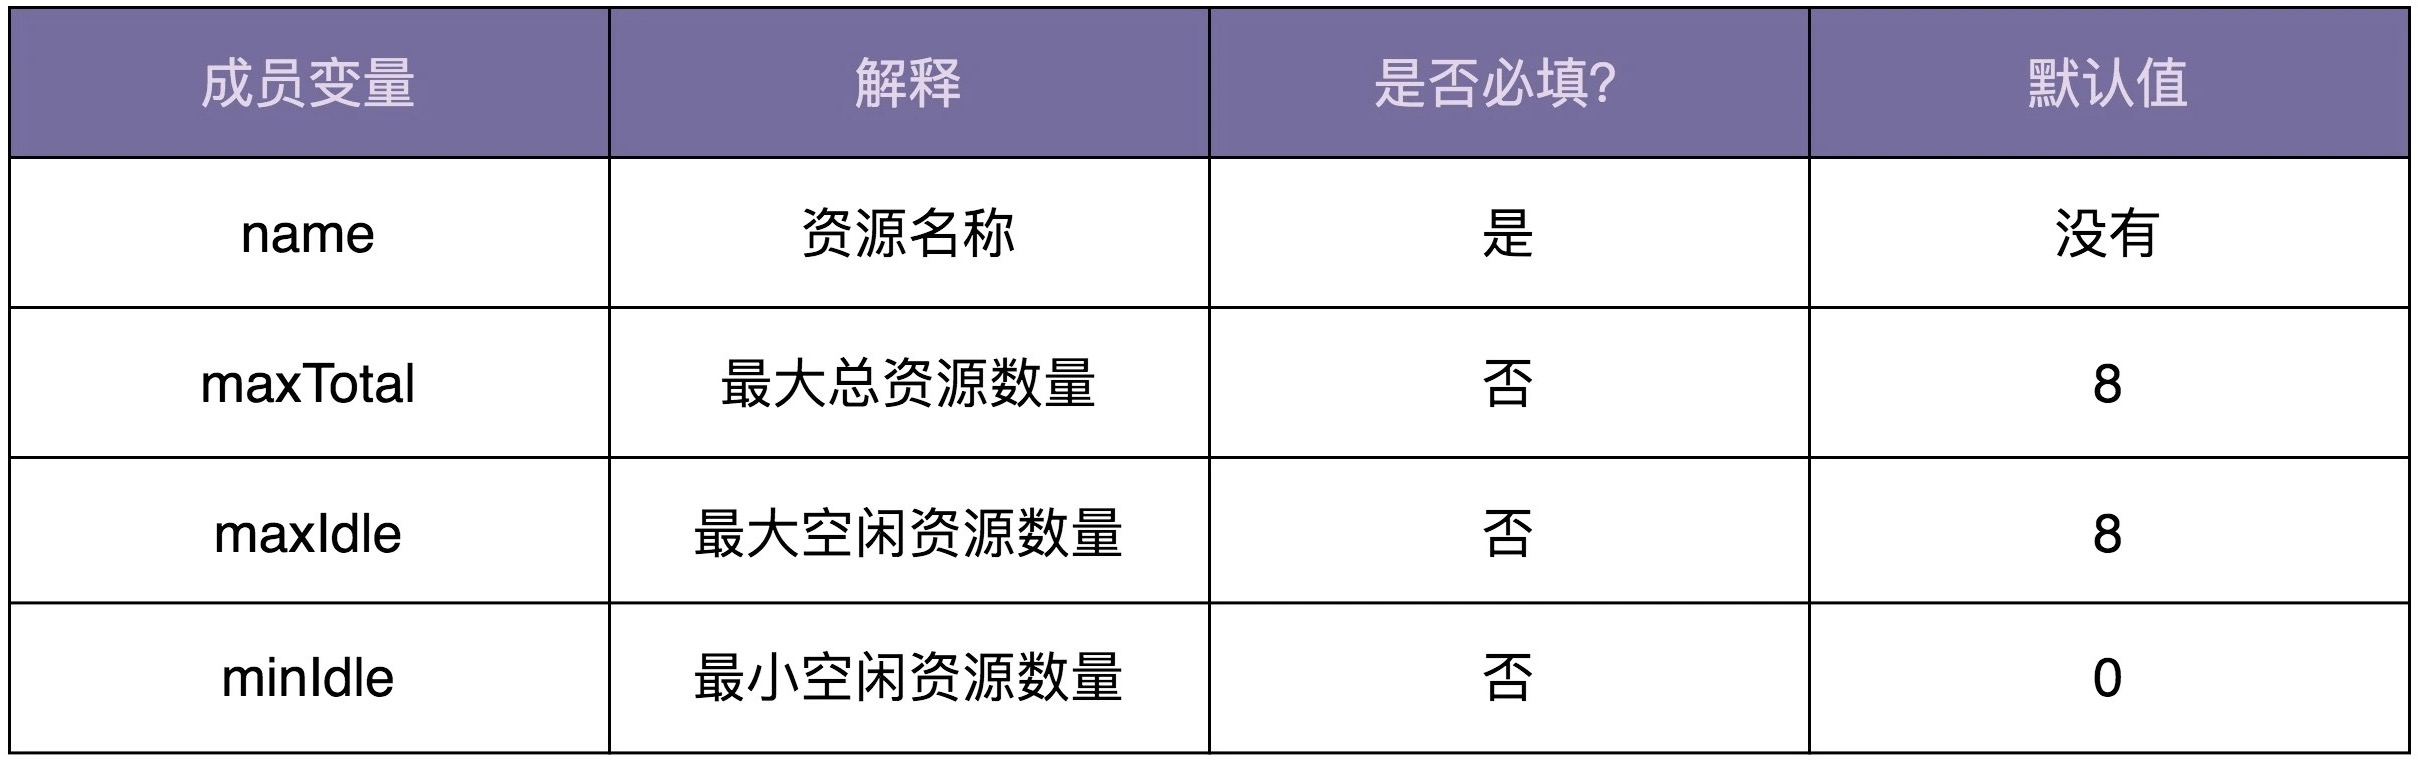 成员变量 解释 是否必填? 默认值
name 资源名称 是 没有
maxTotal 最大总资源数量 否 8
maxIdle 最大空闲资源数量 否 8
minIdle 最小空闲资源数量 否 0